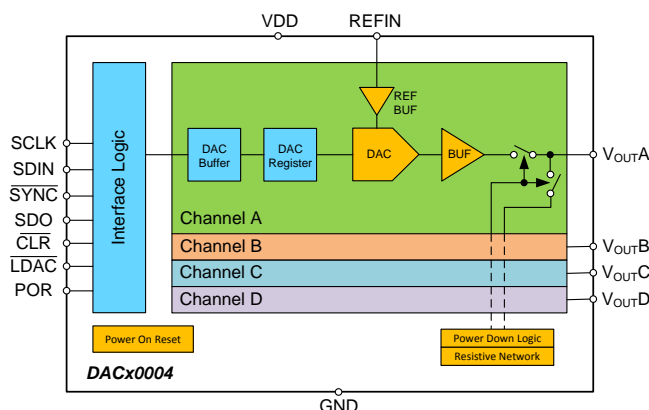 VDD
REFIN
REF
BUF
SCLK
SDIN
SYNC
SDO
CLR
LDAC
POR
Interface Logic
DAC
Buffer
DAC
Register
DAC
BUF
VOUTA
Channel A
Channel B
VOUTB
Channel C
VOUTC
Channel D
VOUTD
Power On Reset
Power Down Logic
Resistive Network
DACx0004
GND